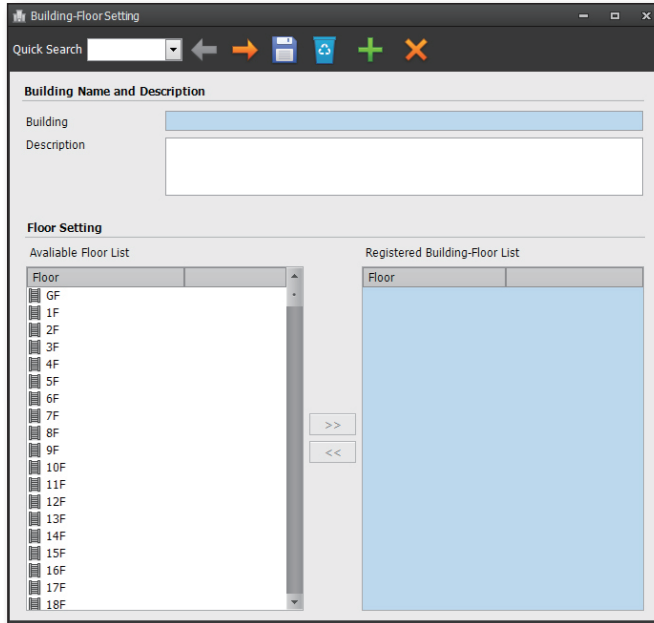 Building-Floor Setting
Quick Search
Building Name and Description
Building
Description
Floor Setting
Avaliable Floor List
Registered Building-Floor List
Floor
Floor
GF
1F
2F
3F
4F
5F
6F
7F
8F
9F
10F
11F
12F
13F
14F
15F
16F
17F
18F
>>
<<